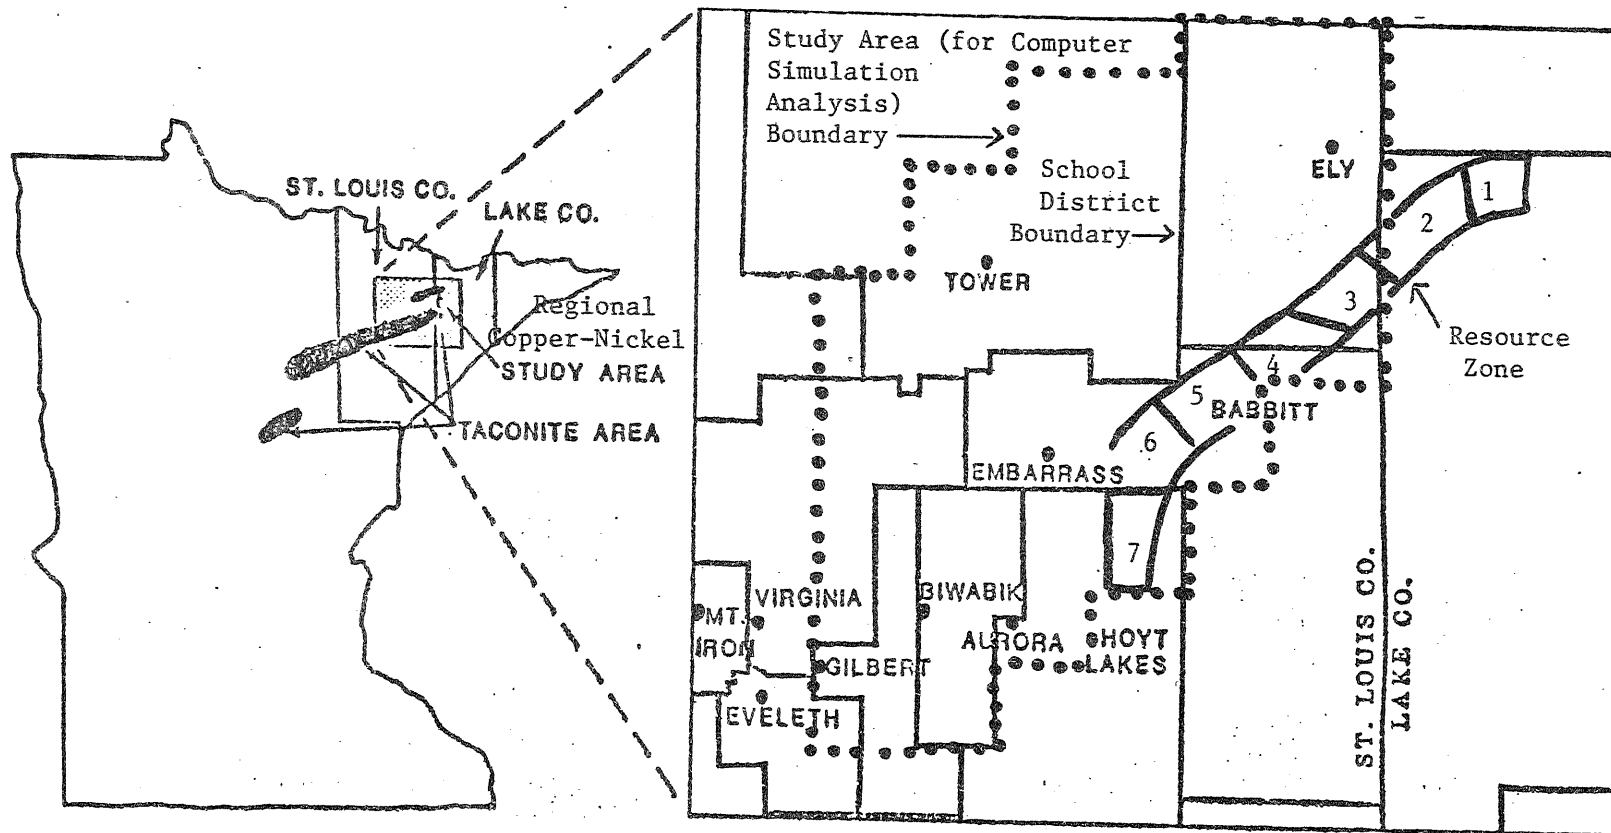 ST. LOUIS CO.
LAKE CO.
Regional
Copper-Nickel
STUDY AREA
TACONITE AREA
Study Area (for Computer
Simulation
Analysis)
Boundary
School
District
Boundary
ELY
TOWER
1
2
3
4
5
6
7
Resource
Zone
BABBITT
EMBARRASS
VIRGINIA
BIWABIK
MT.
IRON
AURORA
HOYT
LAKES
GILBERT
EVELETH
ST. LOUIS CO.
LAKE CO.